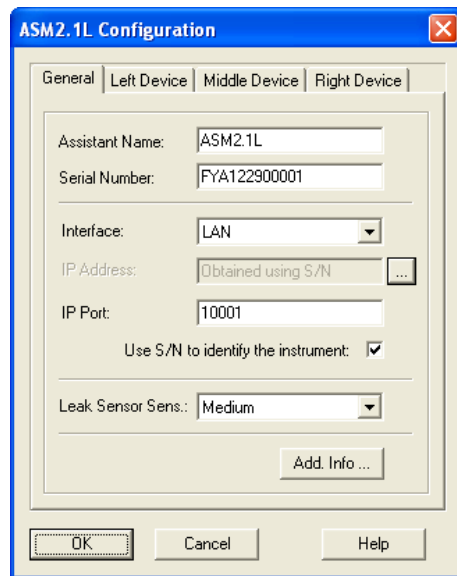 ASM2.1L Configuration
General Left Device Middle Device Right Device
Assistant Name: ASM2.1L
Serial Number: FYA122900001
Interface: LAN
IP Address: Obtained using S/N ...
IP Port: 10001
Use S/N to identify the instrument:
Leak Sensor Sens.: Medium
Add. Info ...
OK Cancel Help